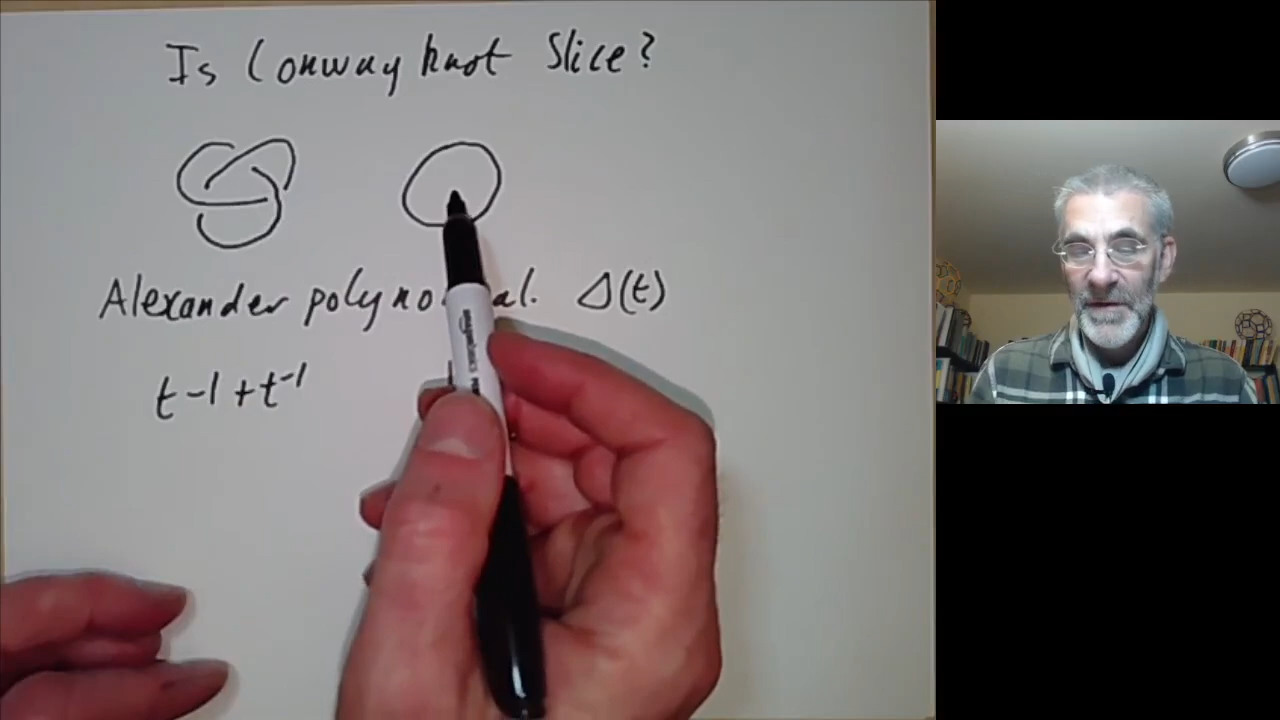 Is Conway knot Slice?
Alexander polyno al. Δ(t)
t-1+t⁻¹